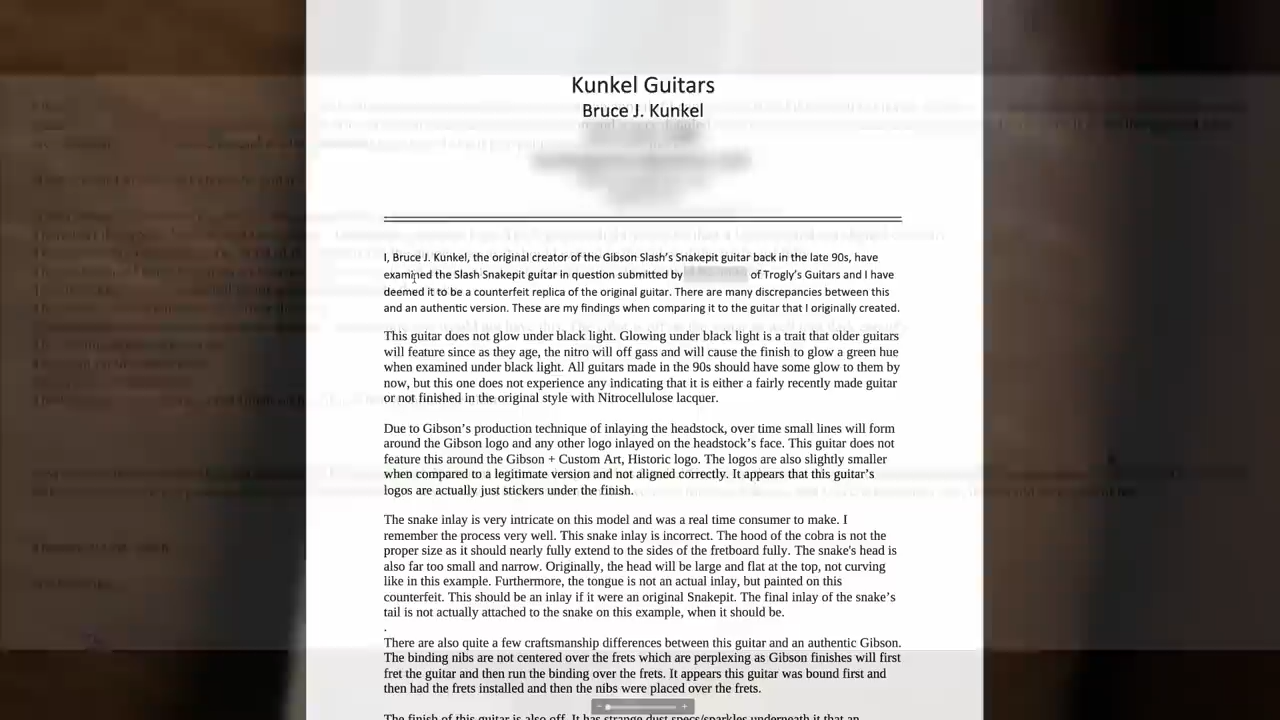 Kunkel Guitars
Bruce J. Kunkel
I, Bruce J. Kunkel, the original creator of the Gibson Slash’s Snakepit guitar back in the late 90s, have
examined the Slash Snakepit guitar in question submitted by of Trogly’s Guitars and I have
deemed it to be a counterfeit replica of the original guitar. There are many discrepancies between this
and an authentic version. These are my findings when comparing it to the guitar that I originally created.
This guitar does not glow under black light. Glowing under black light is a trait that older guitars
will feature since as they age, the nitro will off gass and will cause the finish to glow a green hue
when examined under black light. All guitars made in the 90s should have some glow to them by
now, but this one does not experience any indicating that it is either a fairly recently made guitar
or not finished in the original style with Nitrocellulose lacquer.
Due to Gibson’s production technique of inlaying the headstock, over time small lines will form
around the Gibson logo and any other logo inlayed on the headstock’s face. This guitar does not
feature this around the Gibson + Custom Art, Historic logo. The logos are also slightly smaller
when compared to a legitimate version and not aligned correctly. It appears that this guitar’s
logos are actually just stickers under the finish.
The snake inlay is very intricate on this model and was a real time consumer to make. I
remember the process very well. This snake inlay is incorrect. The hood of the cobra is not the
proper size as it should nearly fully extend to the sides of the fretboard fully. The snake's head is
also far too small and narrow. Originally, the head will be large and flat at the top, not curving
like in this example. Furthermore, the tongue is not an actual inlay, but painted on this
counterfeit. This should be an inlay if it were an original Snakepit. The final inlay of the snake’s
tail is not actually attached to the snake on this example, when it should be.
.
There are also quite a few craftsmanship differences between this guitar and an authentic Gibson.
The binding nibs are not centered over the frets which are perplexing as Gibson finishes will first
fret the guitar and then run the binding over the frets. It appears this guitar was bound first and
then had the frets installed and then the nibs were placed over the frets.
The finish of this guitar is also off. It has strange dust specs/sparkles underneath it that an